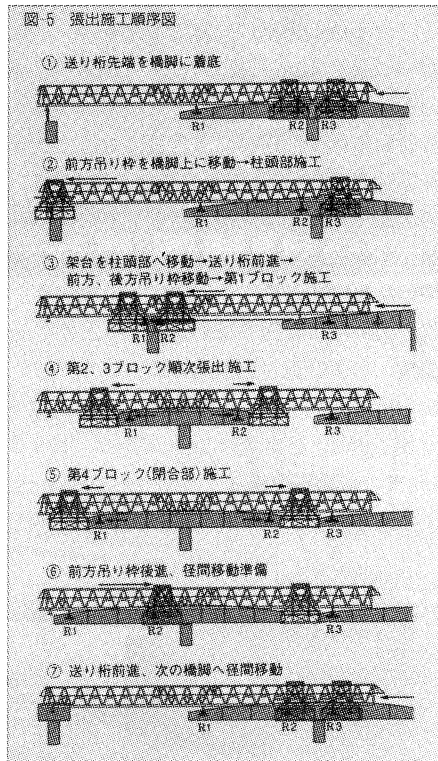 図-5 張出施工順序図
① 送り桁先端を橋脚に着底
R1 R2 R3
② 前方吊り枠を橋脚上に移動→柱頭部施工
R1 R2 R3
③ 架台を柱頭部へ移動→送り桁前進→
前方、後方吊り枠移動→第1ブロック施工
R1 R2 R3
④ 第2、3ブロック順次張出施工
R1 R2 R3
⑤ 第4ブロック(閉合部)施工
R1 R2 R3
⑥ 前方吊り枠後進、径間移動準備
R1 R2 R3
⑦ 送り桁前進、次の橋脚へ径間移動
R1 R2 R3